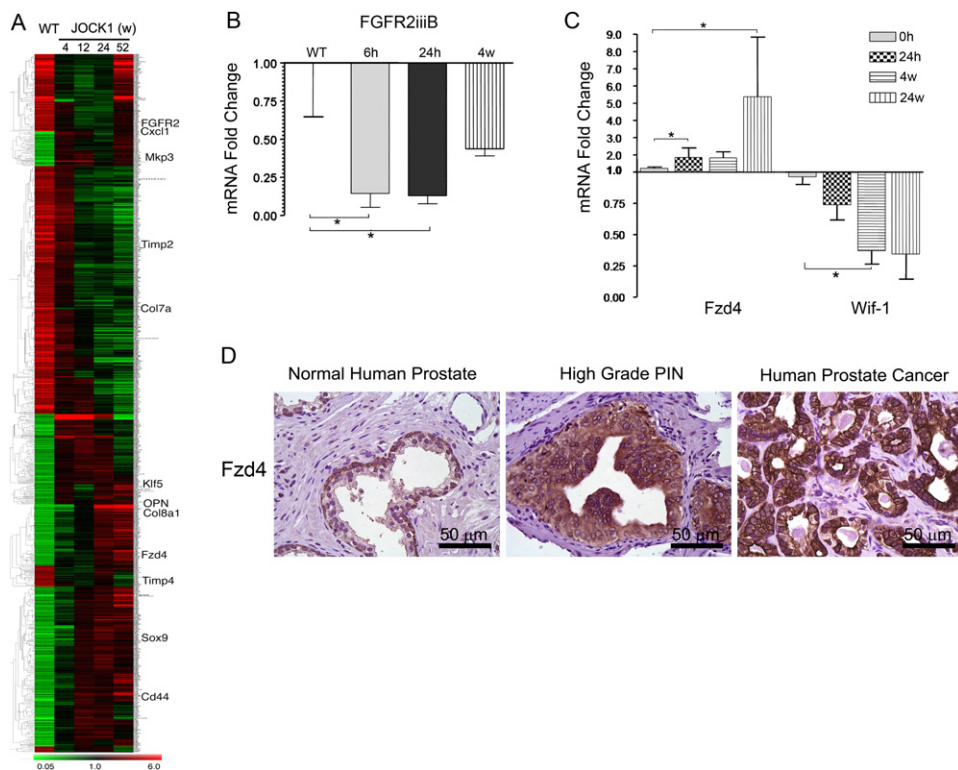 A
WT JOCK1 (w)
4 12 24 52
FGFR2
Cxcl1
Mkp3
Timp2
Col7a
Klf5
OPN
Col8a1
Fzd4
Timp4
Sox9
Cd44
0.05 1.0 6.0
B
FGFR2iiiB
WT 6h 24h 4w
mRNA Fold Change
1.00
0.75
0.50
0.25
0.00
*
*
C
mRNA Fold Change
9.0
8.0
7.0
6.0
5.0
4.0
3.0
2.0
1.0
0.75
0.50
0.25
0.00
*
*
*
0h
24h
4w
24w
Fzd4 Wif-1
D
Normal Human Prostate High Grade PIN Human Prostate Cancer
Fzd4
50 μm 50 μm 50 μm